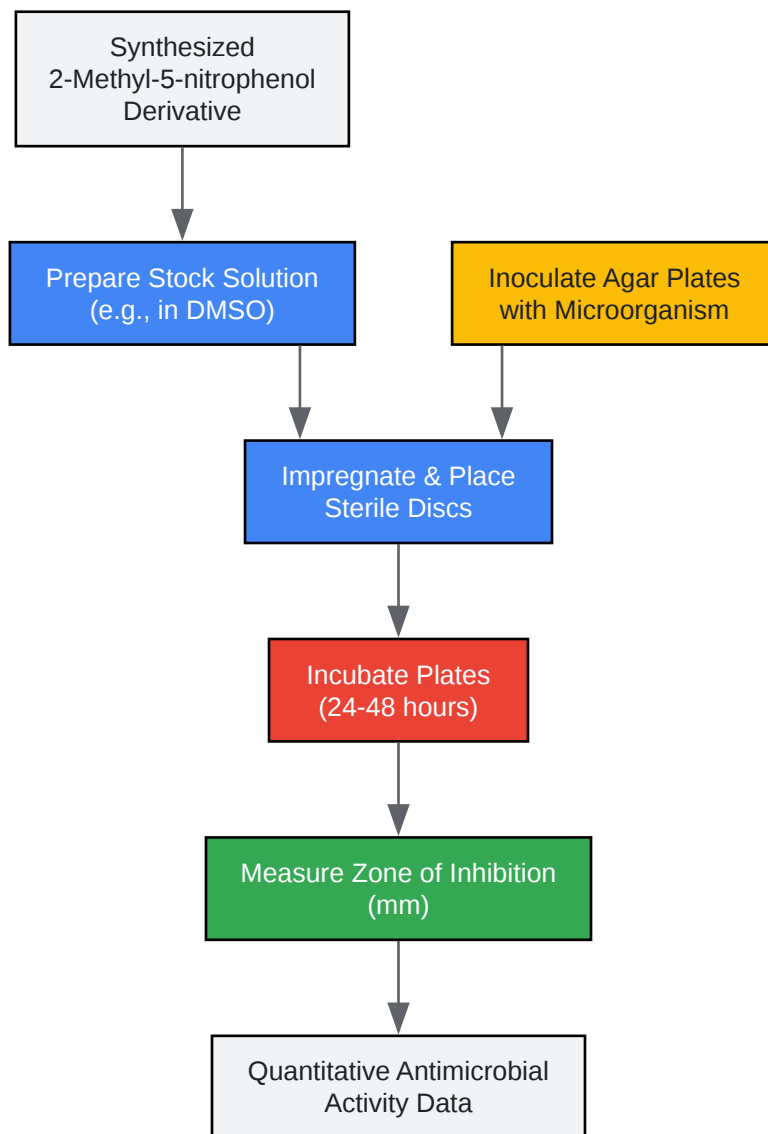 Synthesized
2-Methyl-5-nitrophenol
Derivative
Prepare Stock Solution
(e.g., in DMSO)
Inoculate Agar Plates
with Microorganism
Impregnate & Place
Sterile Discs
Incubate Plates
(24-48 hours)
Measure Zone of Inhibition
(mm)
Quantitative Antimicrobial
Activity Data